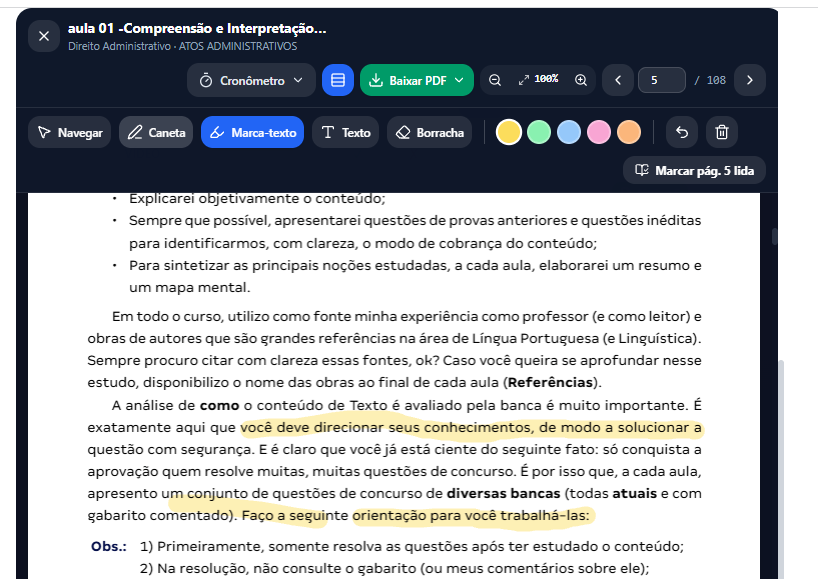 aula 01 -Compreensão e Interpretação...
Direito Administrativo · ATOS ADMINISTRATIVOS
Cronômetro
Baixar PDF
100%
5
/ 108
Navegar
Caneta
Marca-texto
Texto
Borracha
Marcar pág. 5 lida
• Explicarei objetivamente o conteúdo;
• Sempre que possível, apresentarei questões de provas anteriores e questões inéditas
para identificarmos, com clareza, o modo de cobrança do conteúdo;
• Para sintetizar as principais noções estudadas, a cada aula, elaborarei um resumo e
um mapa mental.
Em todo o curso, utilizo como fonte minha experiência como professor (e como leitor) e
obras de autores que são grandes referências na área de Língua Portuguesa (e Linguística).
Sempre procuro citar com clareza essas fontes, ok? Caso você queira se aprofundar nesse
estudo, disponibilizo o nome das obras ao final de cada aula (Referências).
A análise de como o conteúdo de Texto é avaliado pela banca é muito importante. É
exatamente aqui que você deve direcionar seus conhecimentos, de modo a solucionar a
questão com segurança. E é claro que você já está ciente do seguinte fato: só conquista a
aprovação quem resolve muitas, muitas questões de concurso. É por isso que, a cada aula,
apresento um conjunto de questões de concurso de diversas bancas (todas atuais e com
gabarito comentado). Faço a seguinte orientação para você trabalhá-las:
Obs.: 1) Primeiramente, somente resolva as questões após ter estudado o conteúdo;
2) Na resolução, não consulte o gabarito (ou meus comentários sobre ele);